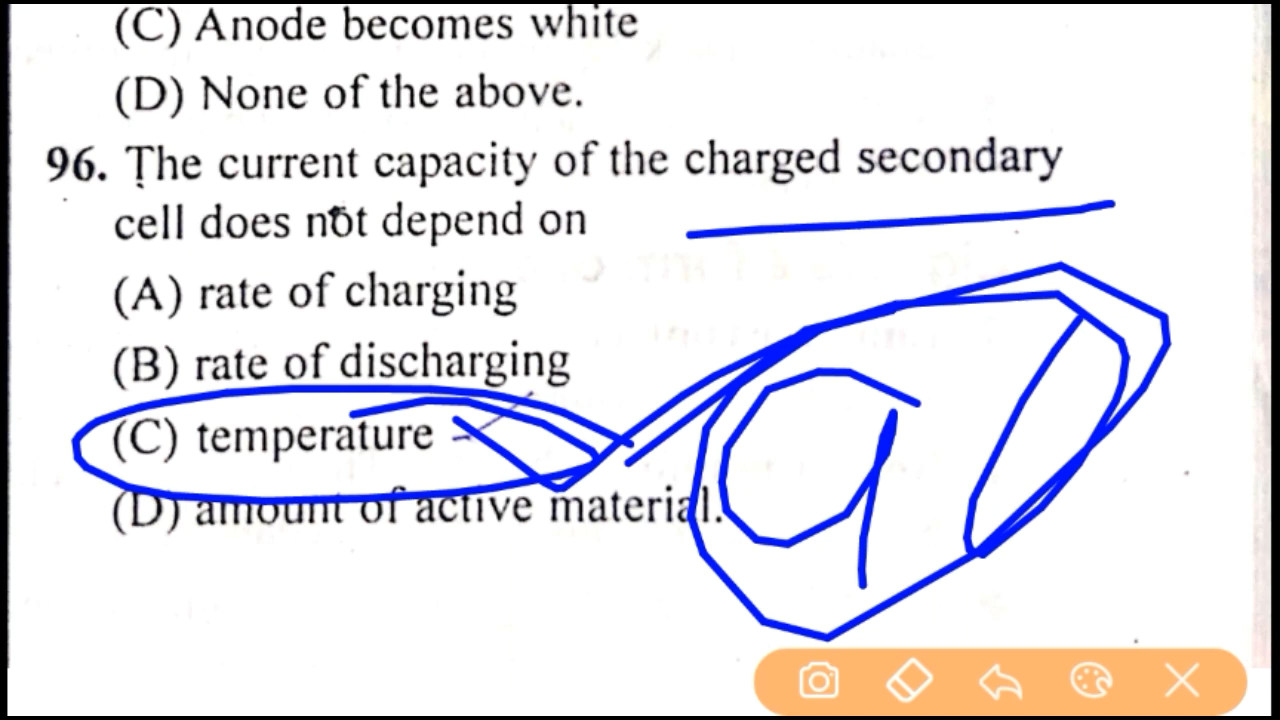 (C) Anode becomes white
(D) None of the above.
96. The current capacity of the charged secondary
cell does not depend on
(A) rate of charging
(B) rate of discharging
(C) temperature
(D) amount of active material.